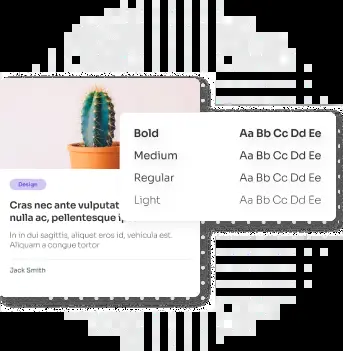 Bold Aa Bb Cc Dd Ee
Medium Aa Bb Cc Dd Ee
Regular Aa Bb Cc Dd Ee
Light Aa Bb Cc Dd Ee
Design
Cras nec ante vulputat
nulla ac, pellentesque
In in dui sagittis, aliquet eros id, vehicula est.
Aliquam a congue tortor
Jack Smith